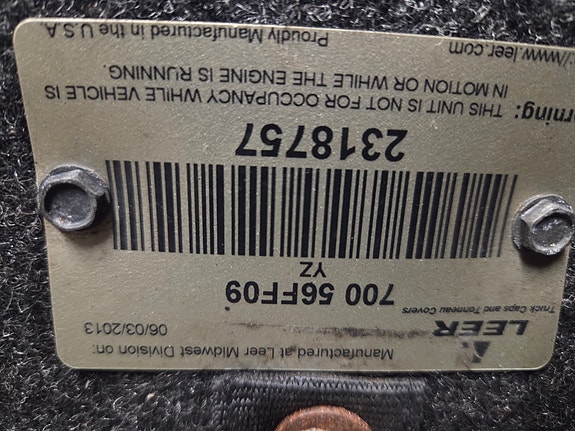 LEER
Truck Caps and Tonneau Covers
Manufactured at Leer Midwest Division on:
06/03/2013
700 56FF09
YZ
2318757
rning: THIS UNIT IS NOT FOR OCCUPANCY WHILE VEHICLE IS
IN MOTION OR WHILE THE ENGINE IS RUNNING.
://www.leer.com
Proudly Manufactured in the U.S.A.